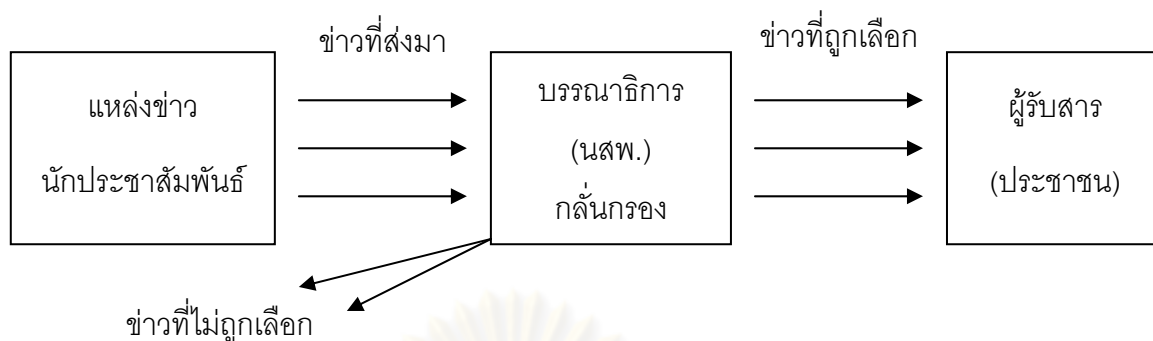 ข่าวที่ส่งมา
ข่าวที่ถูกเลือก
แหล่งข่าว
นักประชาสัมพันธ์
บรรณาธิการ
(นสพ.)
กลั่นกรอง
ผู้รับสาร
(ประชาชน)
ข่าวที่ไม่ถูกเลือก